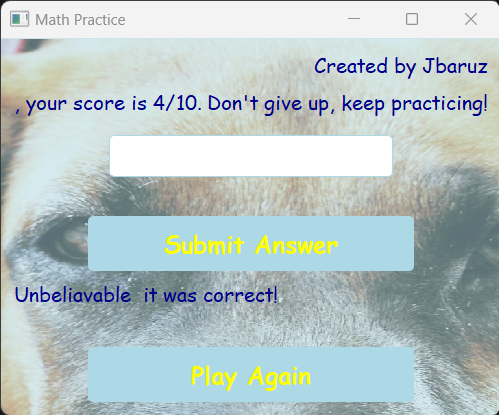 Math Practice
Created by Jbaruz
, your score is 4/10. Don't give up, keep practicing!
Submit Answer
Unbeliavable  it was correct!
Play Again